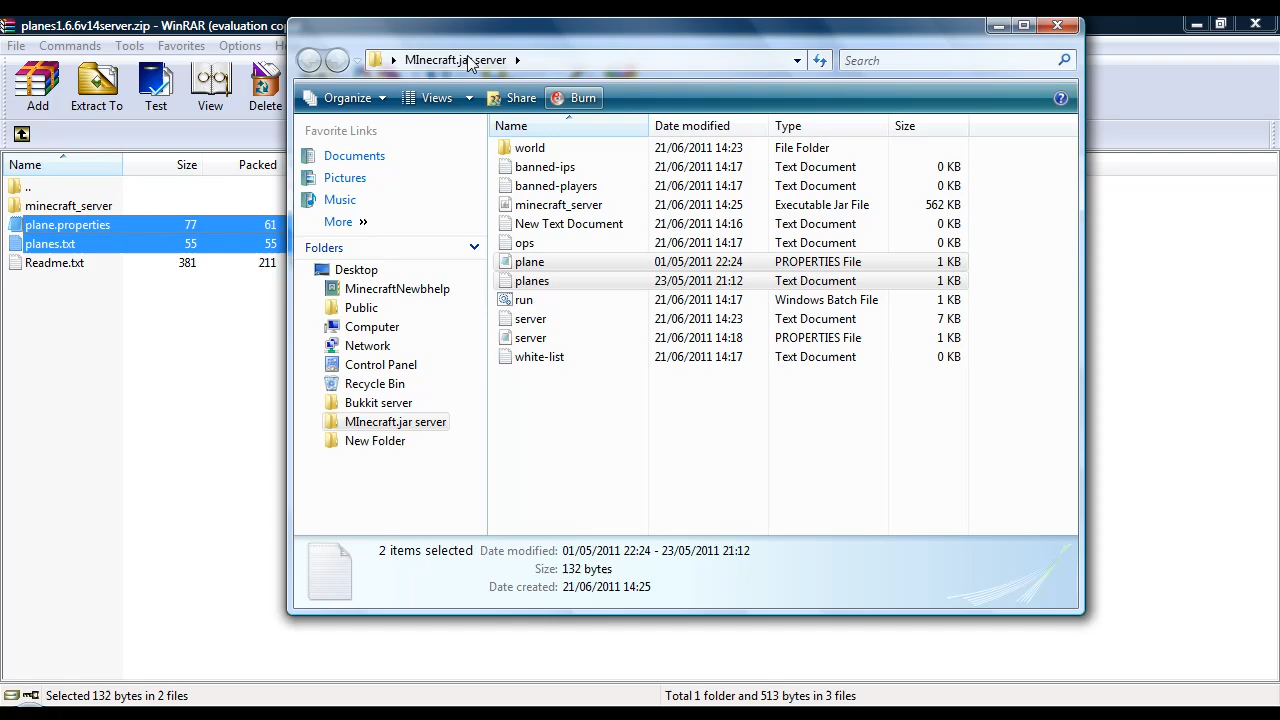 planes1.6.6v14server.zip - WinRAR (evaluation co
File Commands Tools Favorites Options H
Add Extract To Test View Delete
Name Size Packed
..
minecraft_server
plane.properties 77 61
planes.txt 55 55
Readme.txt 381 211
Selected 132 bytes in 2 files
Total 1 folder and 513 bytes in 3 files
MInecraft.jar server
Search
Organize Views Share Burn
Favorite Links
Documents
Pictures
Music
More »
Folders
Desktop
MinecraftNewbhelp
Public
Computer
Network
Control Panel
Recycle Bin
Bukkit server
MInecraft.jar server
New Folder
Name Date modified Type Size
world 21/06/2011 14:23 File Folder
banned-ips 21/06/2011 14:17 Text Document 0 KB
banned-players 21/06/2011 14:17 Text Document 0 KB
minecraft_server 21/06/2011 14:25 Executable Jar File 562 KB
New Text Document 21/06/2011 14:16 Text Document 0 KB
ops 21/06/2011 14:17 Text Document 0 KB
plane 01/05/2011 22:24 PROPERTIES File 1 KB
planes 23/05/2011 21:12 Text Document 1 KB
run 21/06/2011 14:17 Windows Batch File 1 KB
server 21/06/2011 14:23 Text Document 7 KB
server 21/06/2011 14:18 PROPERTIES File 1 KB
white-list 21/06/2011 14:17 Text Document 0 KB
2 items selected Date modified: 01/05/2011 22:24 - 23/05/2011 21:12
Size: 132 bytes
Date created: 21/06/2011 14:25